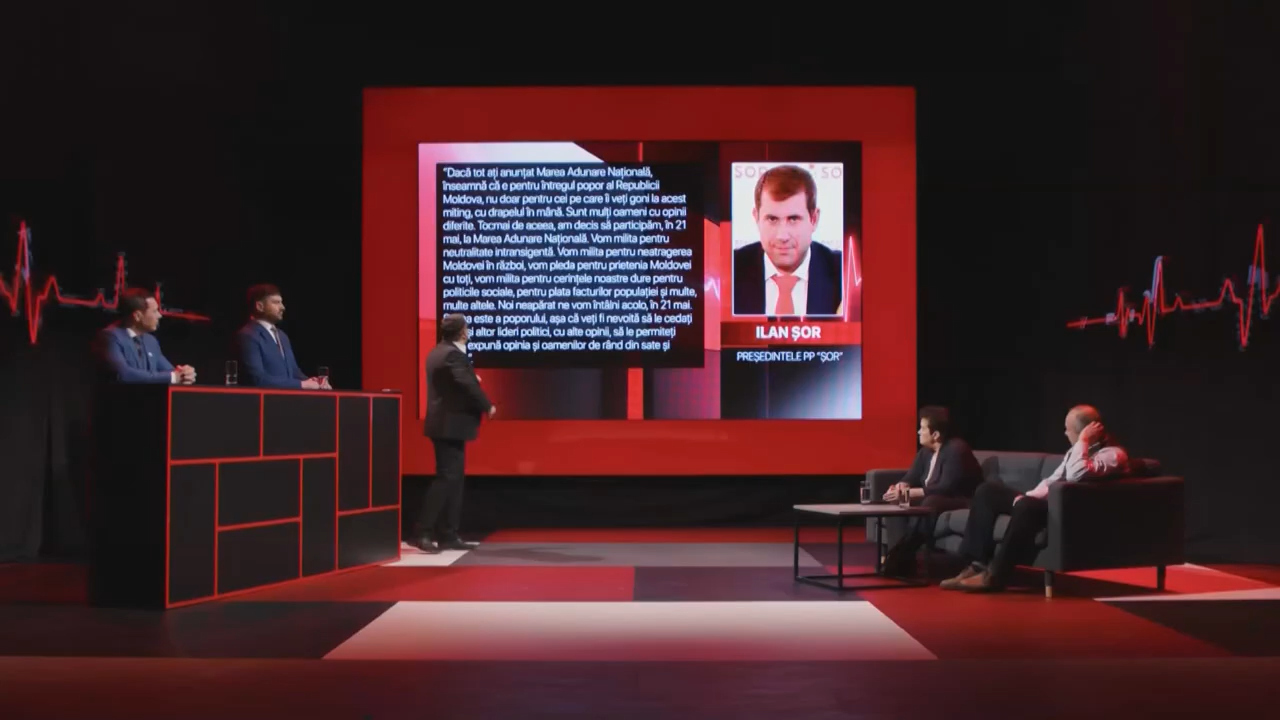 "Dacă tot ați anunțat Marea Adunare Națională,
înseamnă că e pentru întregul popor al Republicii
Moldova, nu doar pentru cei pe care îi veți goni la acest
miting, cu drapelul în mână. Sunt mulți oameni cu opinii
diferite. Tocmai de aceea, am decis să participăm, în 21
mai, la Marea Adunare Națională. Vom milita pentru
neutralitate intransigentă. Vom milita pentru neatragerea
Moldovei în război, vom pleda pentru prietenia Moldovei
cu toți, vom milita pentru cerințele noastre dure pentru
politicile sociale, pentru plata facturilor populației și multe,
multe altele. Noi neapărat ne vom întâlni acolo, în 21 mai.
este a poporului, așa că veți fi nevoită să le cedați
și altor lideri politici, cu alte opinii, să le permiteți
expună opinia și oamenilor de rând din sate și
SO
ILAN ȘOR
PREȘEDINTELE PP "ȘOR"